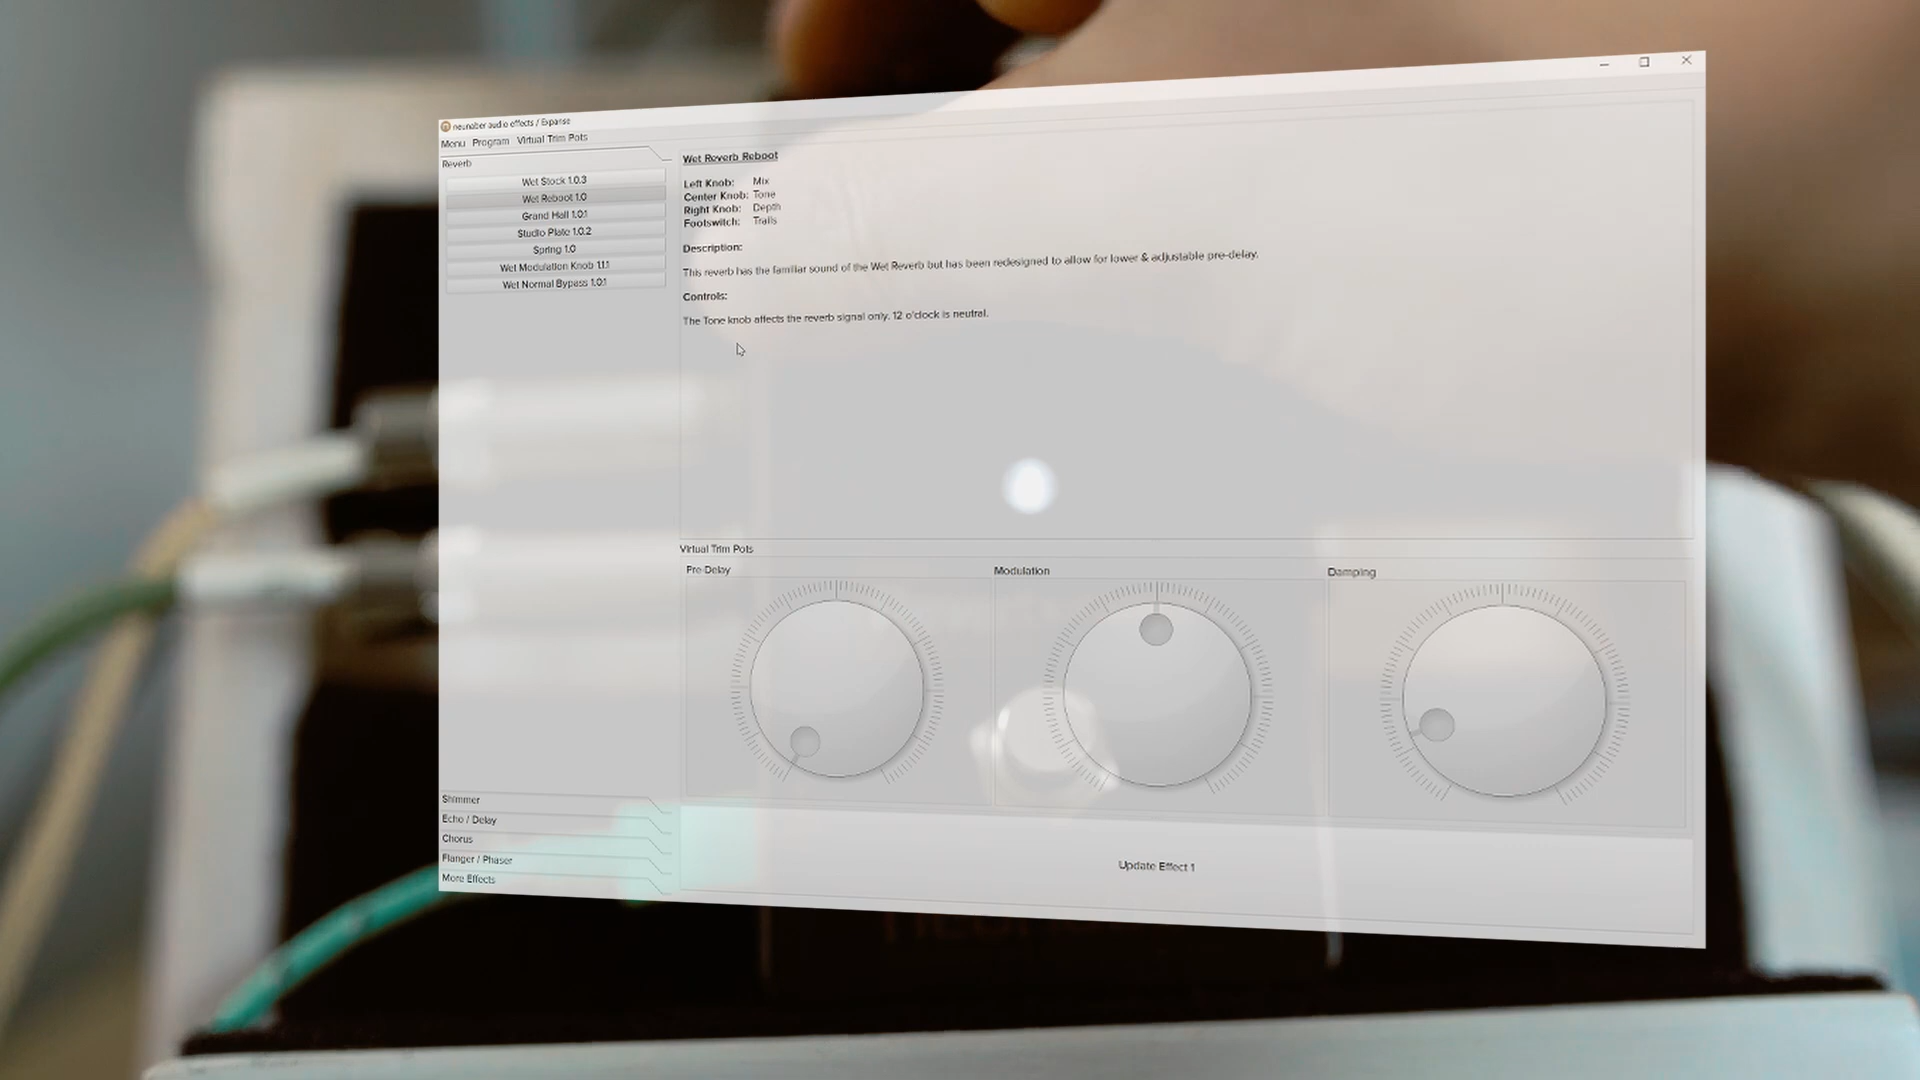 neunaber audio effects / Expanse
Menu Program Virtual Trim Pots
Reverb
Wet Stock 1.0.3
Wet Reboot 1.0
Grand Hall 1.0.1
Studio Plate 1.0.2
Spring 1.0
Wet Modulation Knob 1.1.1
Wet Normal Bypass 1.0.1
Shimmer
Echo / Delay
Chorus
Flanger / Phaser
More Effects
Wet Reverb Reboot
Left Knob: Mix
Center Knob: Tone
Right Knob: Depth
Footswitch: Trails
Description:
This reverb has the familiar sound of the Wet Reverb but has been redesigned to allow for lower & adjustable pre-delay.
Controls:
The Tone knob affects the reverb signal only. 12 o'clock is neutral.
Virtual Trim Pots
Pre-Delay
Modulation
Damping
Update Effect 1